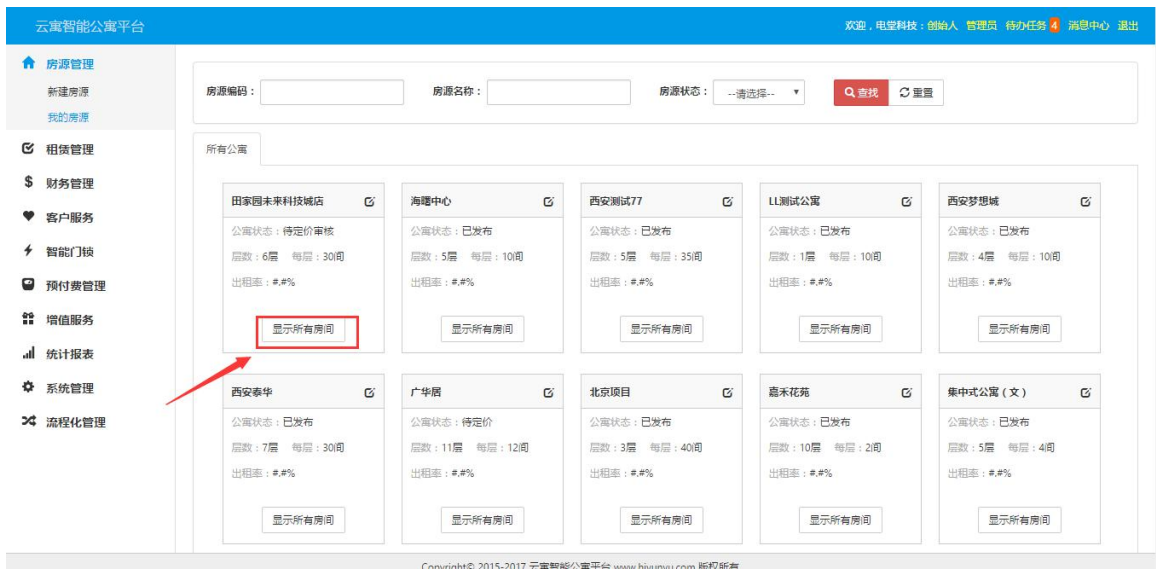 云寓智能公寓平台
欢迎，电堂科技：创始人 管理员 待办任务 4 消息中心 退出
房源管理
新建房源
我的房源
租赁管理
财务管理
客户服务
智能门锁
预付费管理
增值服务
统计报表
系统管理
流程化管理
房源编码： 房源名称： 房源状态： --请选择-- 查找 重置
所有公寓
田家园未来科技城店 海曙中心 西安测试77 LL测试公寓 西安梦想城
公寓状态：待定价审核 公寓状态：已发布 公寓状态：已发布 公寓状态：已发布 公寓状态：已发布
层数：6层 每层：30间 层数：5层 每层：10间 层数：5层 每层：35间 层数：1层 每层：10间 层数：4层 每层：10间
出租率：#.#% 出租率：#.#% 出租率：#.#% 出租率：#.#% 出租率：#.#%
显示所有房间 显示所有房间 显示所有房间 显示所有房间 显示所有房间
西安泰华 广华居 北京项目 嘉禾花苑 集中式公寓（文）
公寓状态：已发布 公寓状态：待定价 公寓状态：已发布 公寓状态：已发布 公寓状态：已发布
层数：7层 每层：30间 层数：11层 每层：12间 层数：3层 每层：40间 层数：10层 每层：2间 层数：5层 每层：4间
出租率：#.#% 出租率：#.#% 出租率：#.#% 出租率：#.#% 出租率：#.#%
显示所有房间 显示所有房间 显示所有房间 显示所有房间 显示所有房间
Copyright© 2015-2017 云寓智能公寓平台 www.hiyunyu.com 版权所有